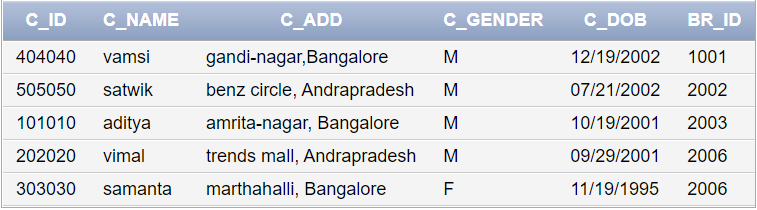 C_ID C_NAME C_ADD C_GENDER C_DOB BR_ID
404040 vamsi gandi-nagar,Bangalore M 12/19/2002 1001
505050 satwik benz circle, Andrapradesh M 07/21/2002 2002
101010 aditya amrita-nagar, Bangalore M 10/19/2001 2003
202020 vimal trends mall, Andrapradesh M 09/29/2001 2006
303030 samanta marthahalli, Bangalore F 11/19/1995 2006